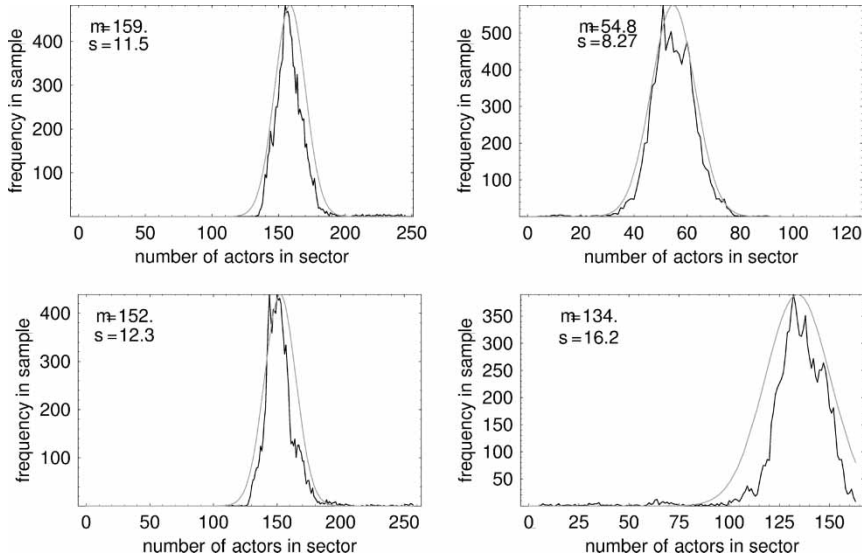 m=159.
s = 11.5
400
300
200
100
frequency in sample
0 50 100 150 200 250
number of actors in sector
m=54.8
s = 8.27
500
400
300
200
100
frequency in sample
0 20 40 60 80 100 120
number of actors in sector
m=152.
s = 12.3
400
300
200
100
frequency in sample
0 50 100 150 200 250
number of actors in sector
m=134.
s = 16.2
350
300
250
200
150
100
50
frequency in sample
0 25 50 75 100 125 150
number of actors in sector